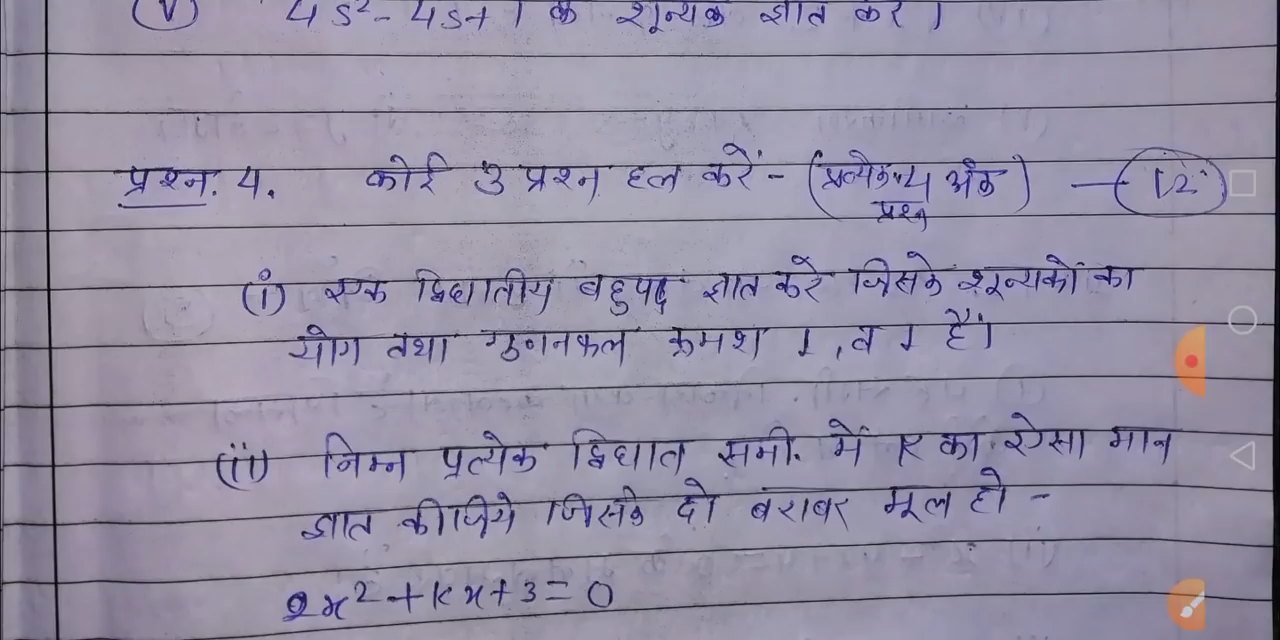 (v) 4s²- 4s+ 1 के शून्यक ज्ञात करें।
प्रश्न. 4. कोई 3 प्रश्न हल करें - (प्रत्येक 4 अंक) — 12
प्रश्न
(i) एक द्विघातीय बहुपद ज्ञात करे जिसके शून्यकों का
योग तथा गुणनफल क्रमश 1, व 1 हैं।
(ii) निम्न प्रत्येक द्विघात समी. में K का ऐसा मान
ज्ञात कीजिये जिसके दो बराबर मूल हो -
2x²+kx+3=0